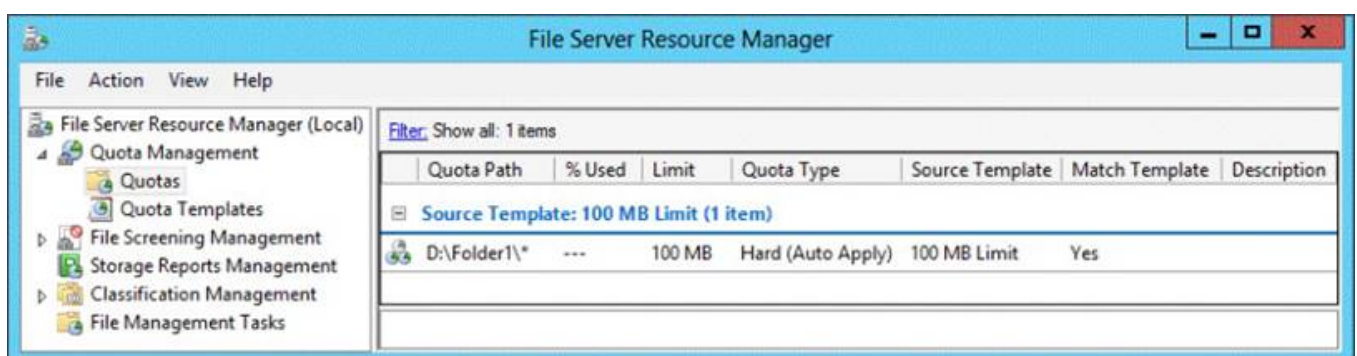 File Server Resource Manager
File Action View Help
File Server Resource Manager (Local)
Quota Management
Quotas
Quota Templates
File Screening Management
Storage Reports Management
Classification Management
File Management Tasks
Filter: Show all: 1 items
Quota Path % Used Limit Quota Type Source Template Match Template Description
Source Template: 100 MB Limit (1 item)
D:\Folder1\* --- 100 MB Hard (Auto Apply) 100 MB Limit Yes